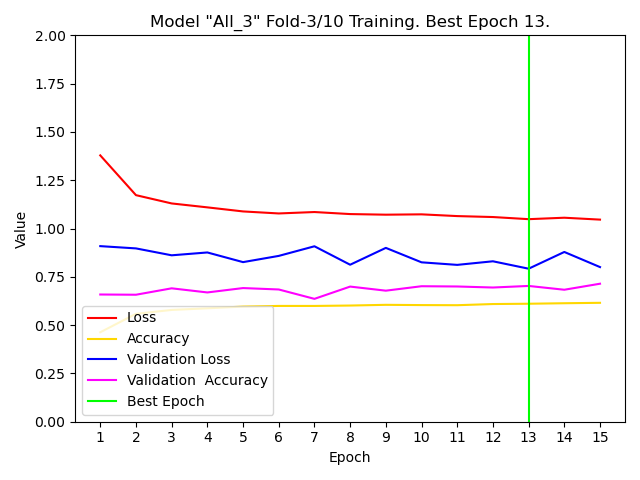 Model "All_3" Fold-3/10 Training. Best Epoch 13.
2.00
1.75
1.50
1.25
1.00
0.75
0.50
0.25
0.00
Value
Loss
Accuracy
Validation Loss
Validation  Accuracy
Best Epoch
1 2 3 4 5 6 7 8 9 10 11 12 13 14 15
Epoch